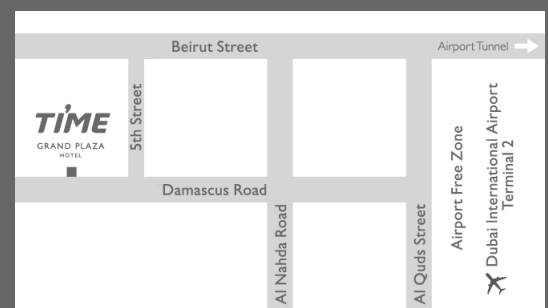 Beirut Street
Airport Tunnel
5th Street
TIME
GRAND PLAZA
HOTEL
Damascus Road
Al Nahda Road
Al Quds Street
Airport Free Zone
Dubai International Airport
Terminal 2